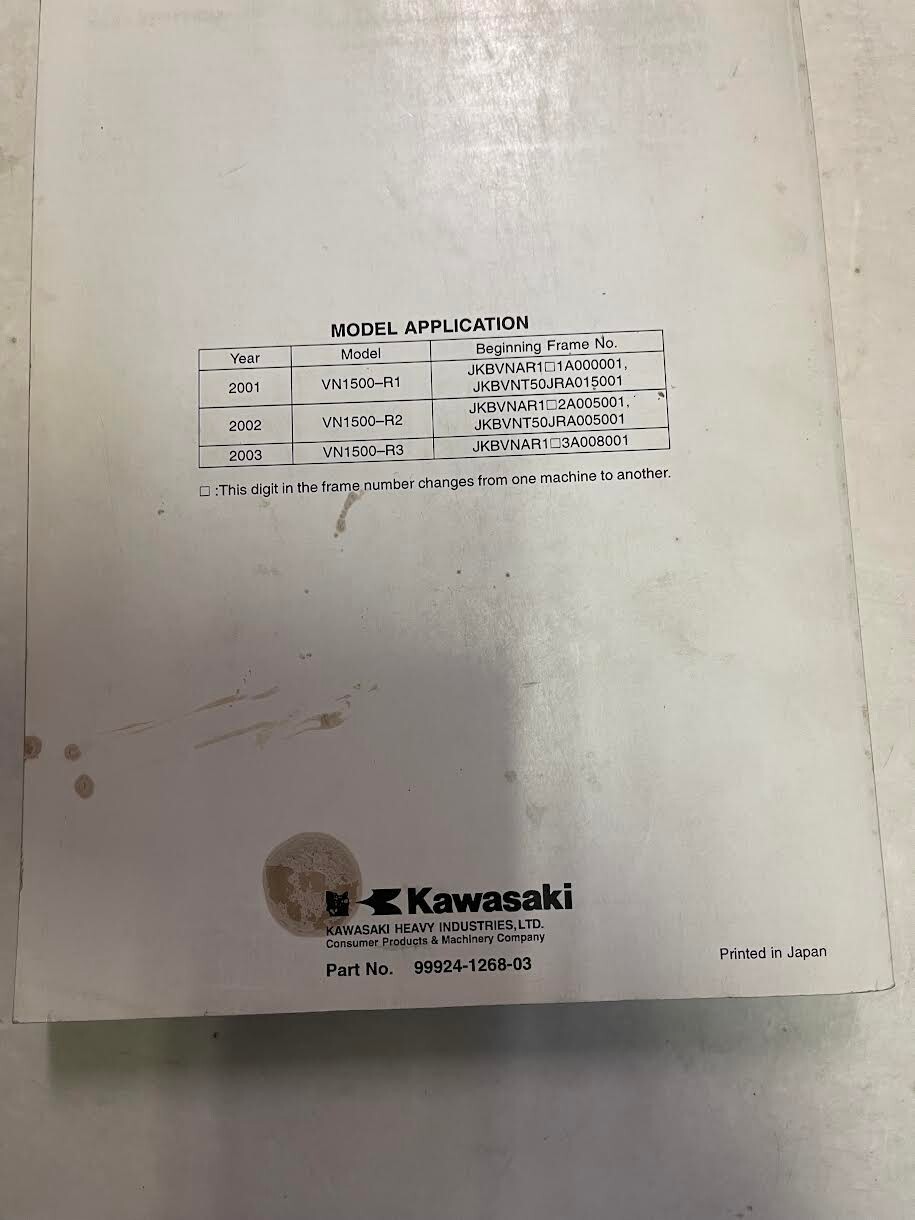 MODEL APPLICATION
Year Model Beginning Frame No.
2001 VN1500–R1 JKBVNAR1□1A000001,
JKBVNT50JRA015001
2002 VN1500–R2 JKBVNAR1□2A005001,
JKBVNT50JRA005001
2003 VN1500–R3 JKBVNAR1□3A008001
□ :This digit in the frame number changes from one machine to another.
Kawasaki
KAWASAKI HEAVY INDUSTRIES,LTD.
Consumer Products & Machinery Company
Part No. 99924-1268-03
Printed in Japan